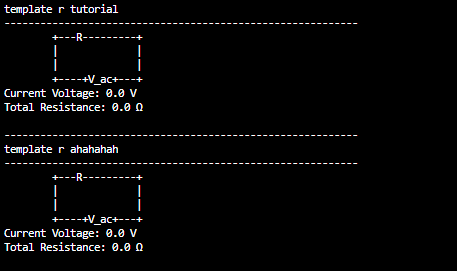 template r tutorial
-----------------------------------------------------------
        +---R---------+
        |             |
        |             |
        +----+V_ac+---+
Current Voltage: 0.0 V
Total Resistance: 0.0 Ω
-----------------------------------------------------------
template r ahahahah
-----------------------------------------------------------
        +---R---------+
        |             |
        |             |
        +----+V_ac+---+
Current Voltage: 0.0 V
Total Resistance: 0.0 Ω